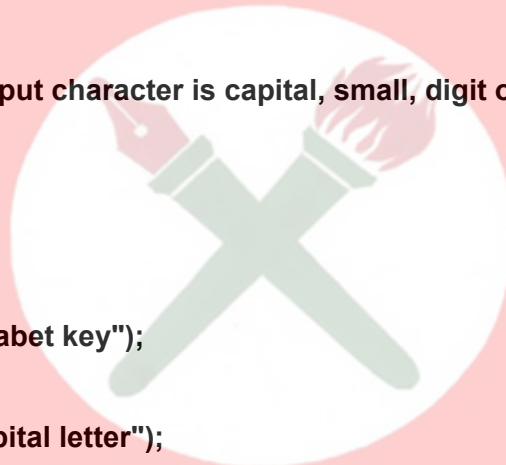 put character is capital, small, digit o
abet key");
pital letter");